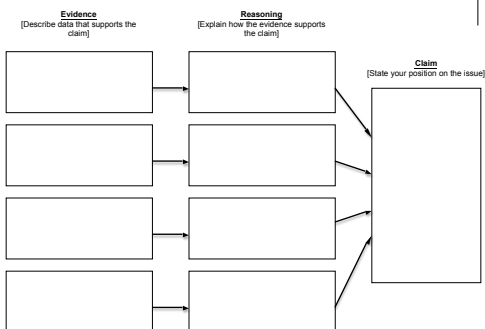 Evidence
[Describe data that supports the
claim]
Reasoning
[Explain how the evidence supports
the claim]
Claim
[State your position on the issue]